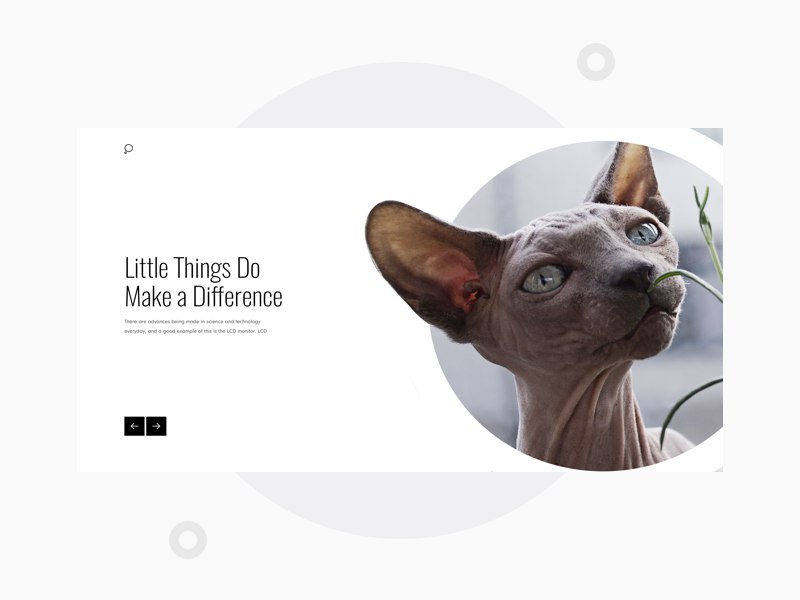 Little Things Do
Make a Difference
There are advances being made in science and technology
everyday, and a good example of this is the LCD monitor. LCD